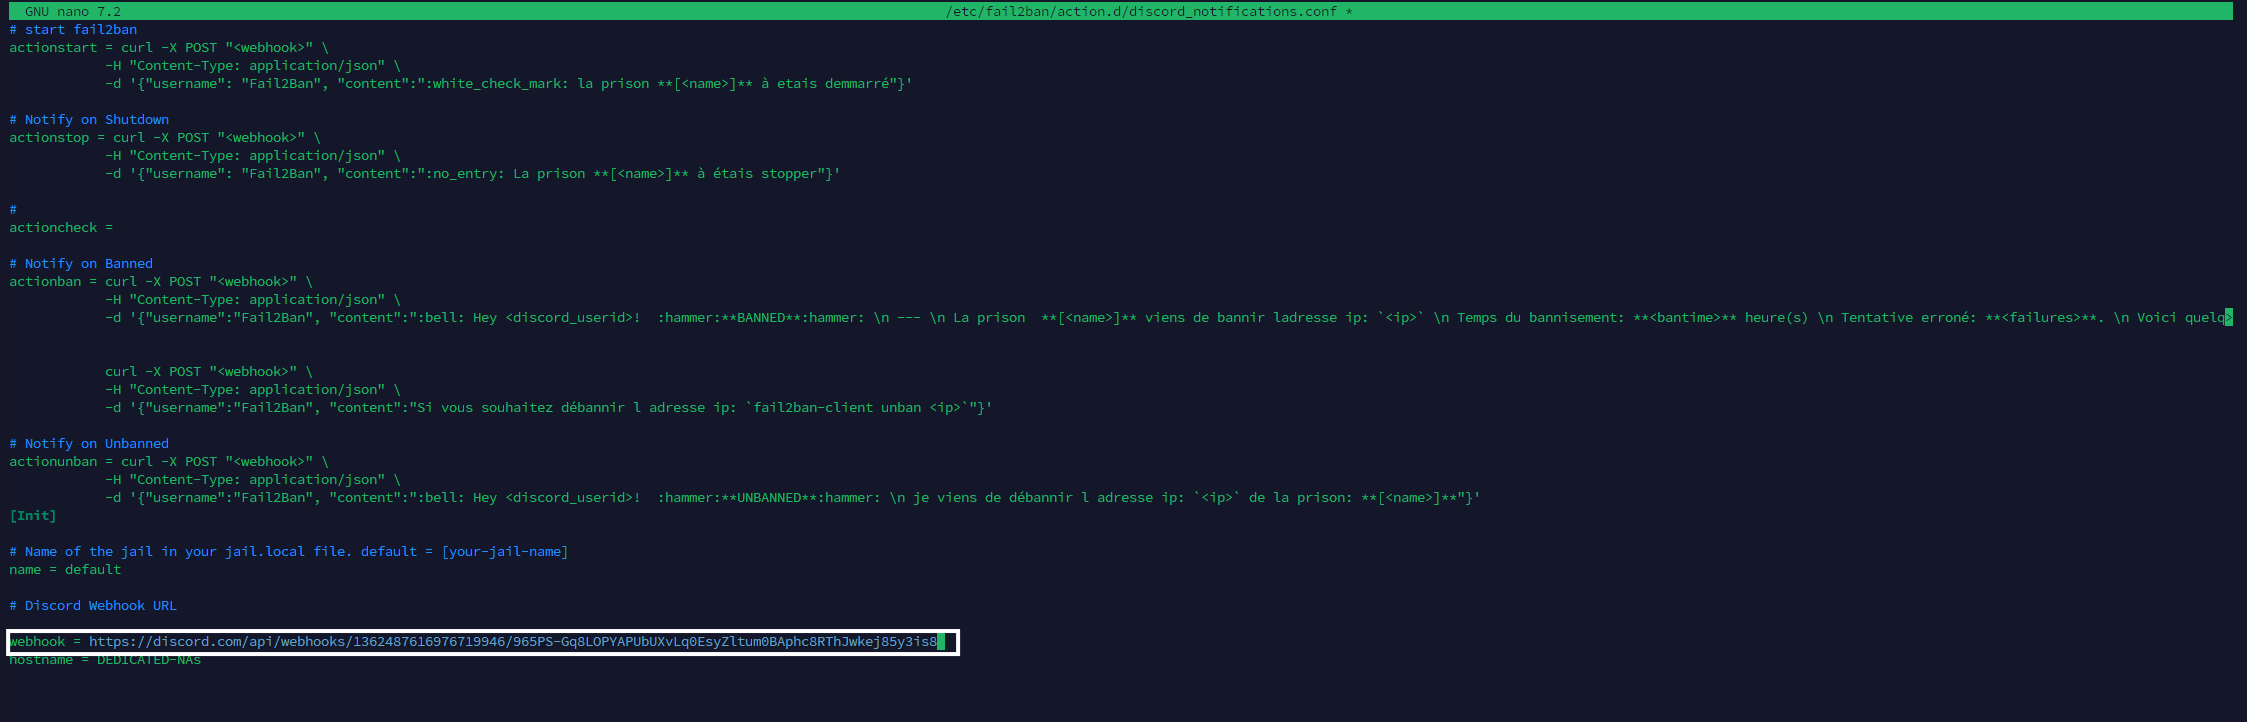 GNU nano 7.2 /etc/fail2ban/action.d/discord_notifications.conf *
# start fail2ban
actionstart = curl -X POST "<webhook>" \
-H "Content-Type: application/json" \
-d '{"username": "Fail2Ban", "content":":white_check_mark: la prison **[<name>]** à etais demmarré"}'
# Notify on Shutdown
actionstop = curl -X POST "<webhook>" \
-H "Content-Type: application/json" \
-d '{"username": "Fail2Ban", "content":":no_entry: La prison **[<name>]** à étais stopper"}'
#
actioncheck =
# Notify on Banned
actionban = curl -X POST "<webhook>" \
-H "Content-Type: application/json" \
-d '{"username":"Fail2Ban", "content":":bell: Hey <discord_userid>!  :hammer:**BANNED**:hammer: \n --- \n La prison  **[<name>]** viens de bannir ladresse ip: `<ip>` \n Temps du bannisement: **<bantime>** heure(s) \n Tentative erroné: **<failures>**. \n Voici quelq>
curl -X POST "<webhook>" \
-H "Content-Type: application/json" \
-d '{"username":"Fail2Ban", "content":"Si vous souhaitez débannir l adresse ip: `fail2ban-client unban <ip>`"}'
# Notify on Unbanned
actionunban = curl -X POST "<webhook>" \
-H "Content-Type: application/json" \
-d '{"username":"Fail2Ban", "content":":bell: Hey <discord_userid>!  :hammer:**UNBANNED**:hammer: \n je viens de débannir l adresse ip: `<ip>` de la prison: **[<name>]**"}'
[Init]
# Name of the jail in your jail.local file. default = [your-jail-name]
name = default
# Discord Webhook URL
webhook = https://discord.com/api/webhooks/1362487616976719946/965PS-Gq8LOPYAPUbUXvLq0EsyZltum0BAphc8RThJwkej85y3is8
hostname = DEDICATED-NAs